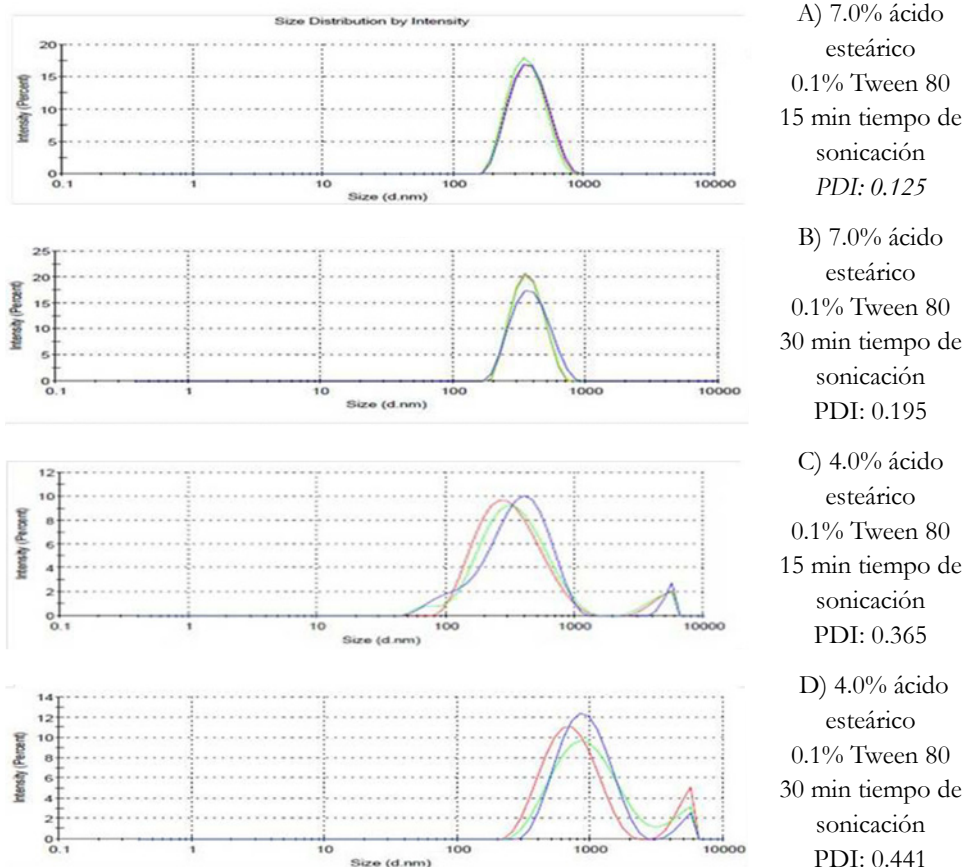 Size Distribution by Intensity
Intensity (Percent)
20
15
10
5
0
0.1 1 10 100 1000 10000
Size (d.nm)
A) 7.0% ácido
esteárico
0.1% Tween 80
15 min tiempo de
sonicación
PDI: 0.125
Intensity (Percent)
25
20
15
10
5
0
0.1 1 10 100 1000 10000
Size (d.nm)
B) 7.0% ácido
esteárico
0.1% Tween 80
30 min tiempo de
sonicación
PDI: 0.195
Intensity (Percent)
12
10
8
6
4
2
0
0.1 1 10 100 1000 10000
Size (d.nm)
C) 4.0% ácido
esteárico
0.1% Tween 80
15 min tiempo de
sonicación
PDI: 0.365
Intensity (Percent)
14
12
10
8
6
4
2
0
0.1 1 10 100 1000 10000
Size (d.nm)
D) 4.0% ácido
esteárico
0.1% Tween 80
30 min tiempo de
sonicación
PDI: 0.441